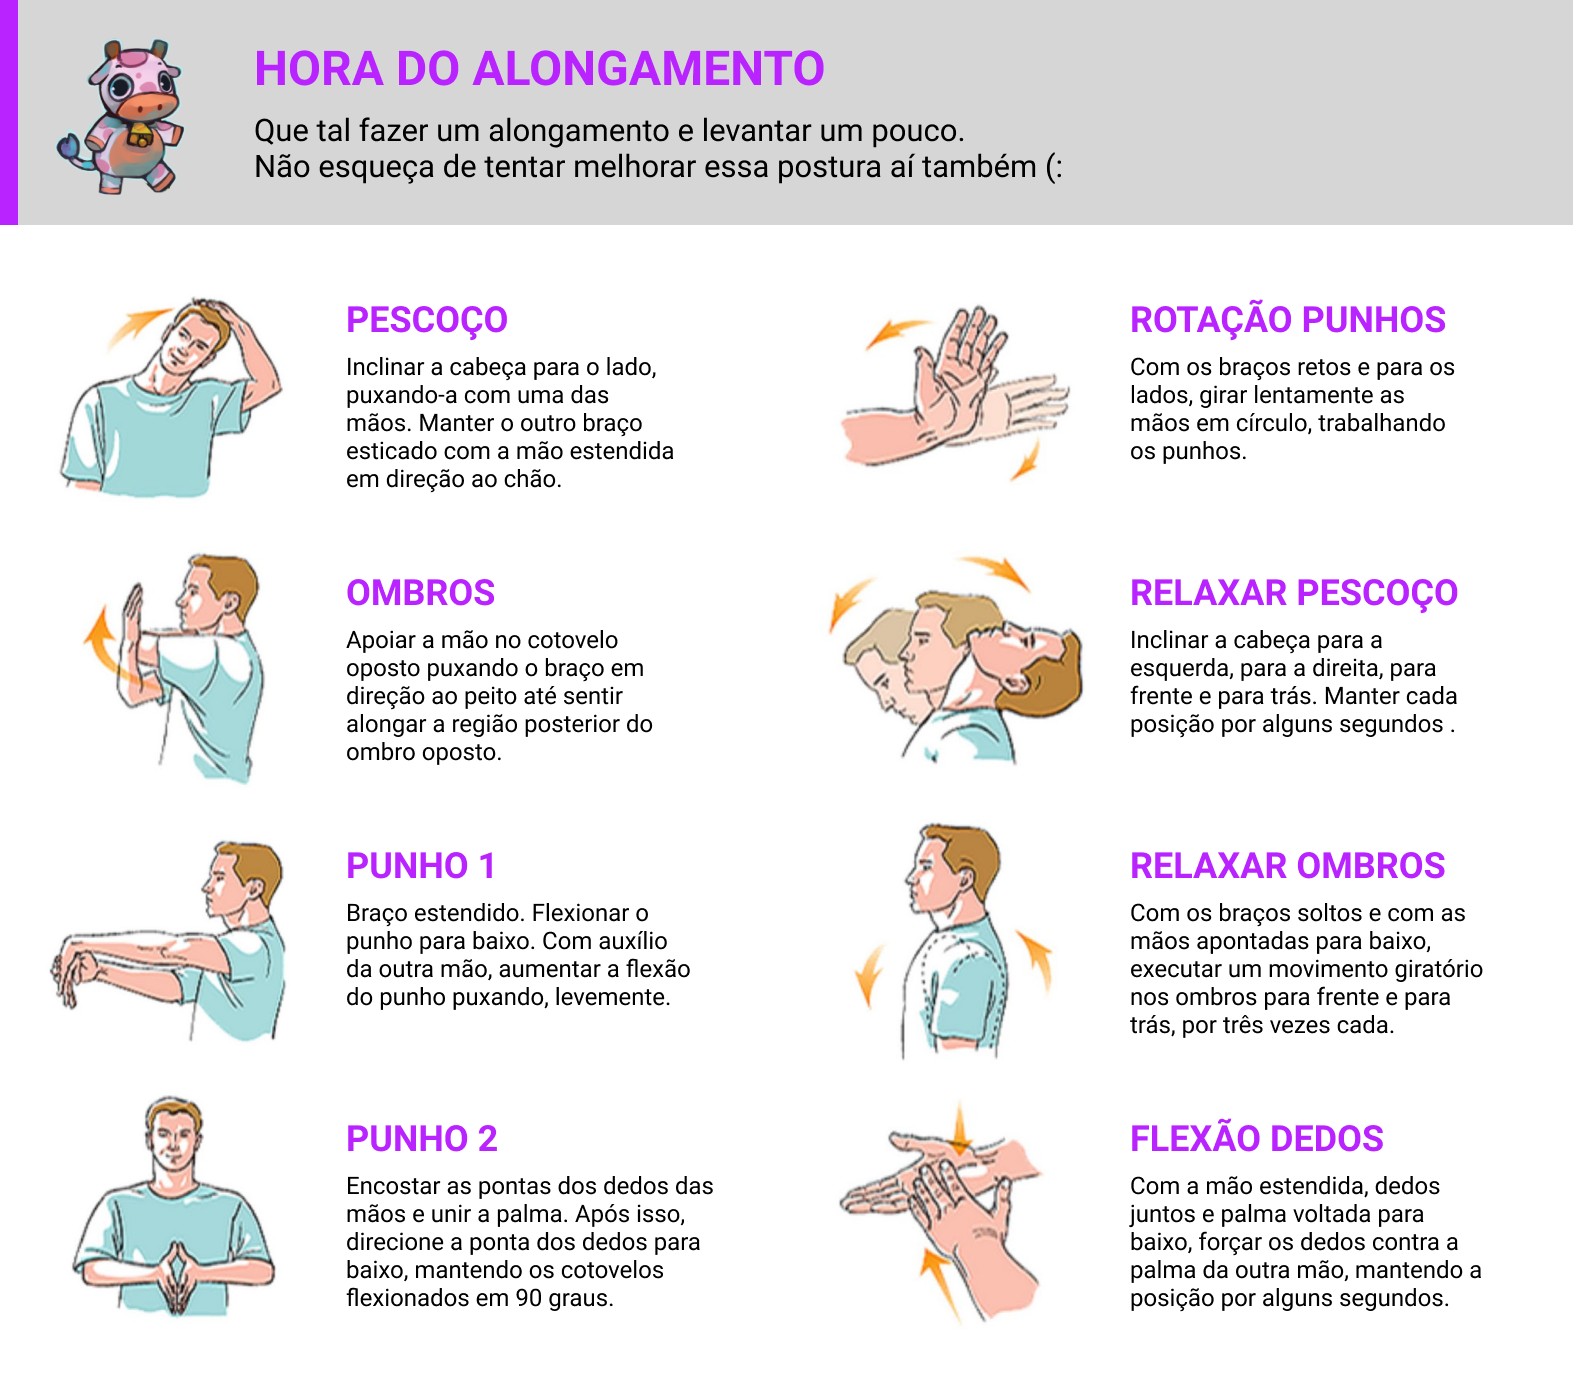 HORA DO ALONGAMENTO
Que tal fazer um alongamento e levantar um pouco.
Não esqueça de tentar melhorar essa postura aí também (:
PESCOÇO
Inclinar a cabeça para o lado,
puxando-a com uma das
mãos. Manter o outro braço
esticado com a mão estendida
em direção ao chão.
OMBROS
Apoiar a mão no cotovelo
oposto puxando o braço em
direção ao peito até sentir
alongar a região posterior do
ombro oposto.
PUNHO 1
Braço estendido. Flexionar o
punho para baixo. Com auxílio
da outra mão, aumentar a flexão
do punho puxando, levemente.
PUNHO 2
Encostar as pontas dos dedos das
mãos e unir a palma. Após isso,
direcione a ponta dos dedos para
baixo, mantendo os cotovelos
flexionados em 90 graus.
ROTAÇÃO PUNHOS
Com os braços retos e para os
lados, girar lentamente as
mãos em círculo, trabalhando
os punhos.
RELAXAR PESCOÇO
Inclinar a cabeça para a
esquerda, para a direita, para
frente e para trás. Manter cada
posição por alguns segundos .
RELAXAR OMBROS
Com os braços soltos e com as
mãos apontadas para baixo,
executar um movimento giratório
nos ombros para frente e para
trás, por três vezes cada.
FLEXÃO DEDOS
Com a mão estendida, dedos
juntos e palma voltada para
baixo, forçar os dedos contra a
palma da outra mão, mantendo a
posição por alguns segundos.